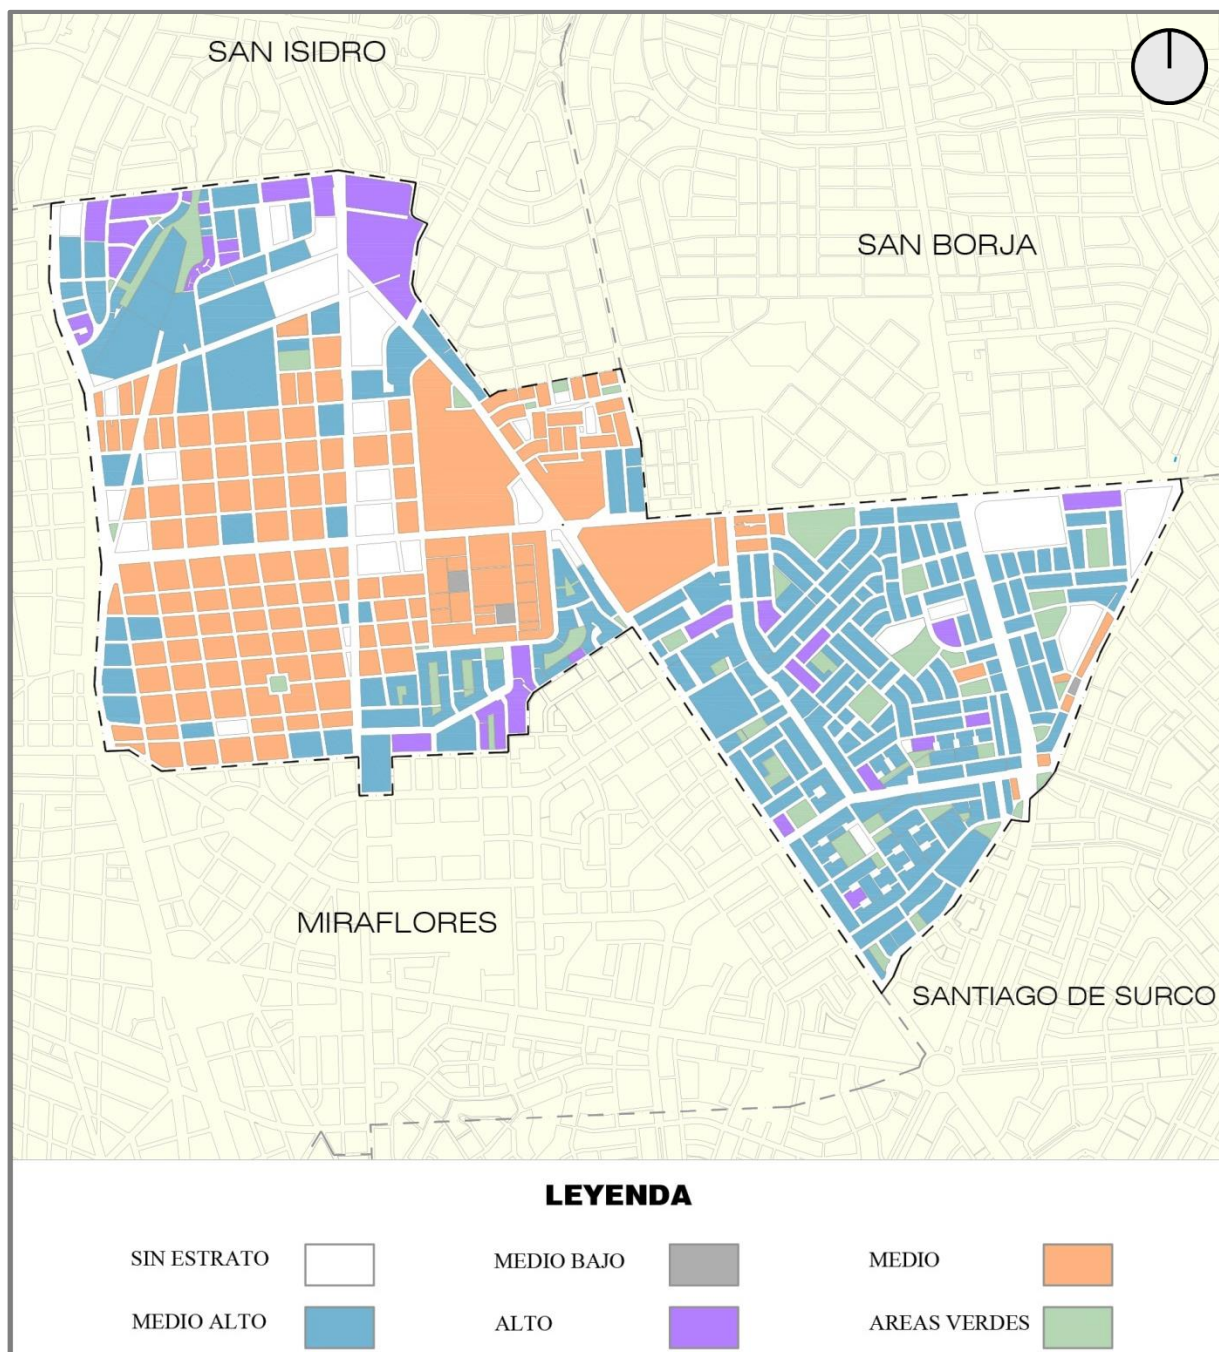 SAN ISIDRO
SAN BORJA
MIRAFLORES
SANTIAGO DE SURCO
LEYENDA
SIN ESTRATO MEDIO BAJO MEDIO
MEDIO ALTO ALTO AREAS VERDES